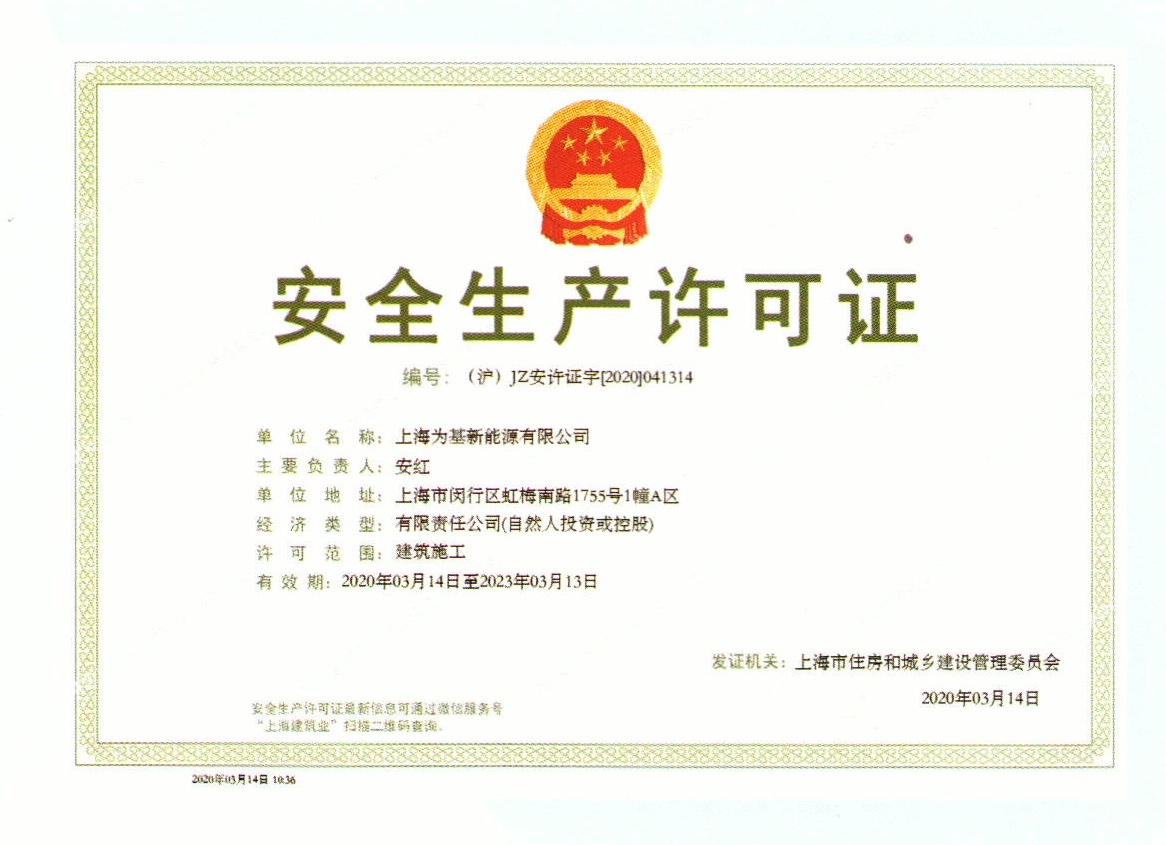 安全生产许可证
编号：（沪）JZ安许证字[2020]041314
单位名称：上海为基新能源有限公司
主要负责人：安红
单位地址：上海市闵行区虹梅南路1755号1幢A区
经济类型：有限责任公司(自然人投资或控股)
许可范围：建筑施工
有效期：2020年03月14日至2023年03月13日
发证机关：上海市住房和城乡建设管理委员会
2020年03月14日
安全生产许可证最新信息可通过微信服务号
“上海建筑业”扫描二维码查询。
2020年03月14日 10:36